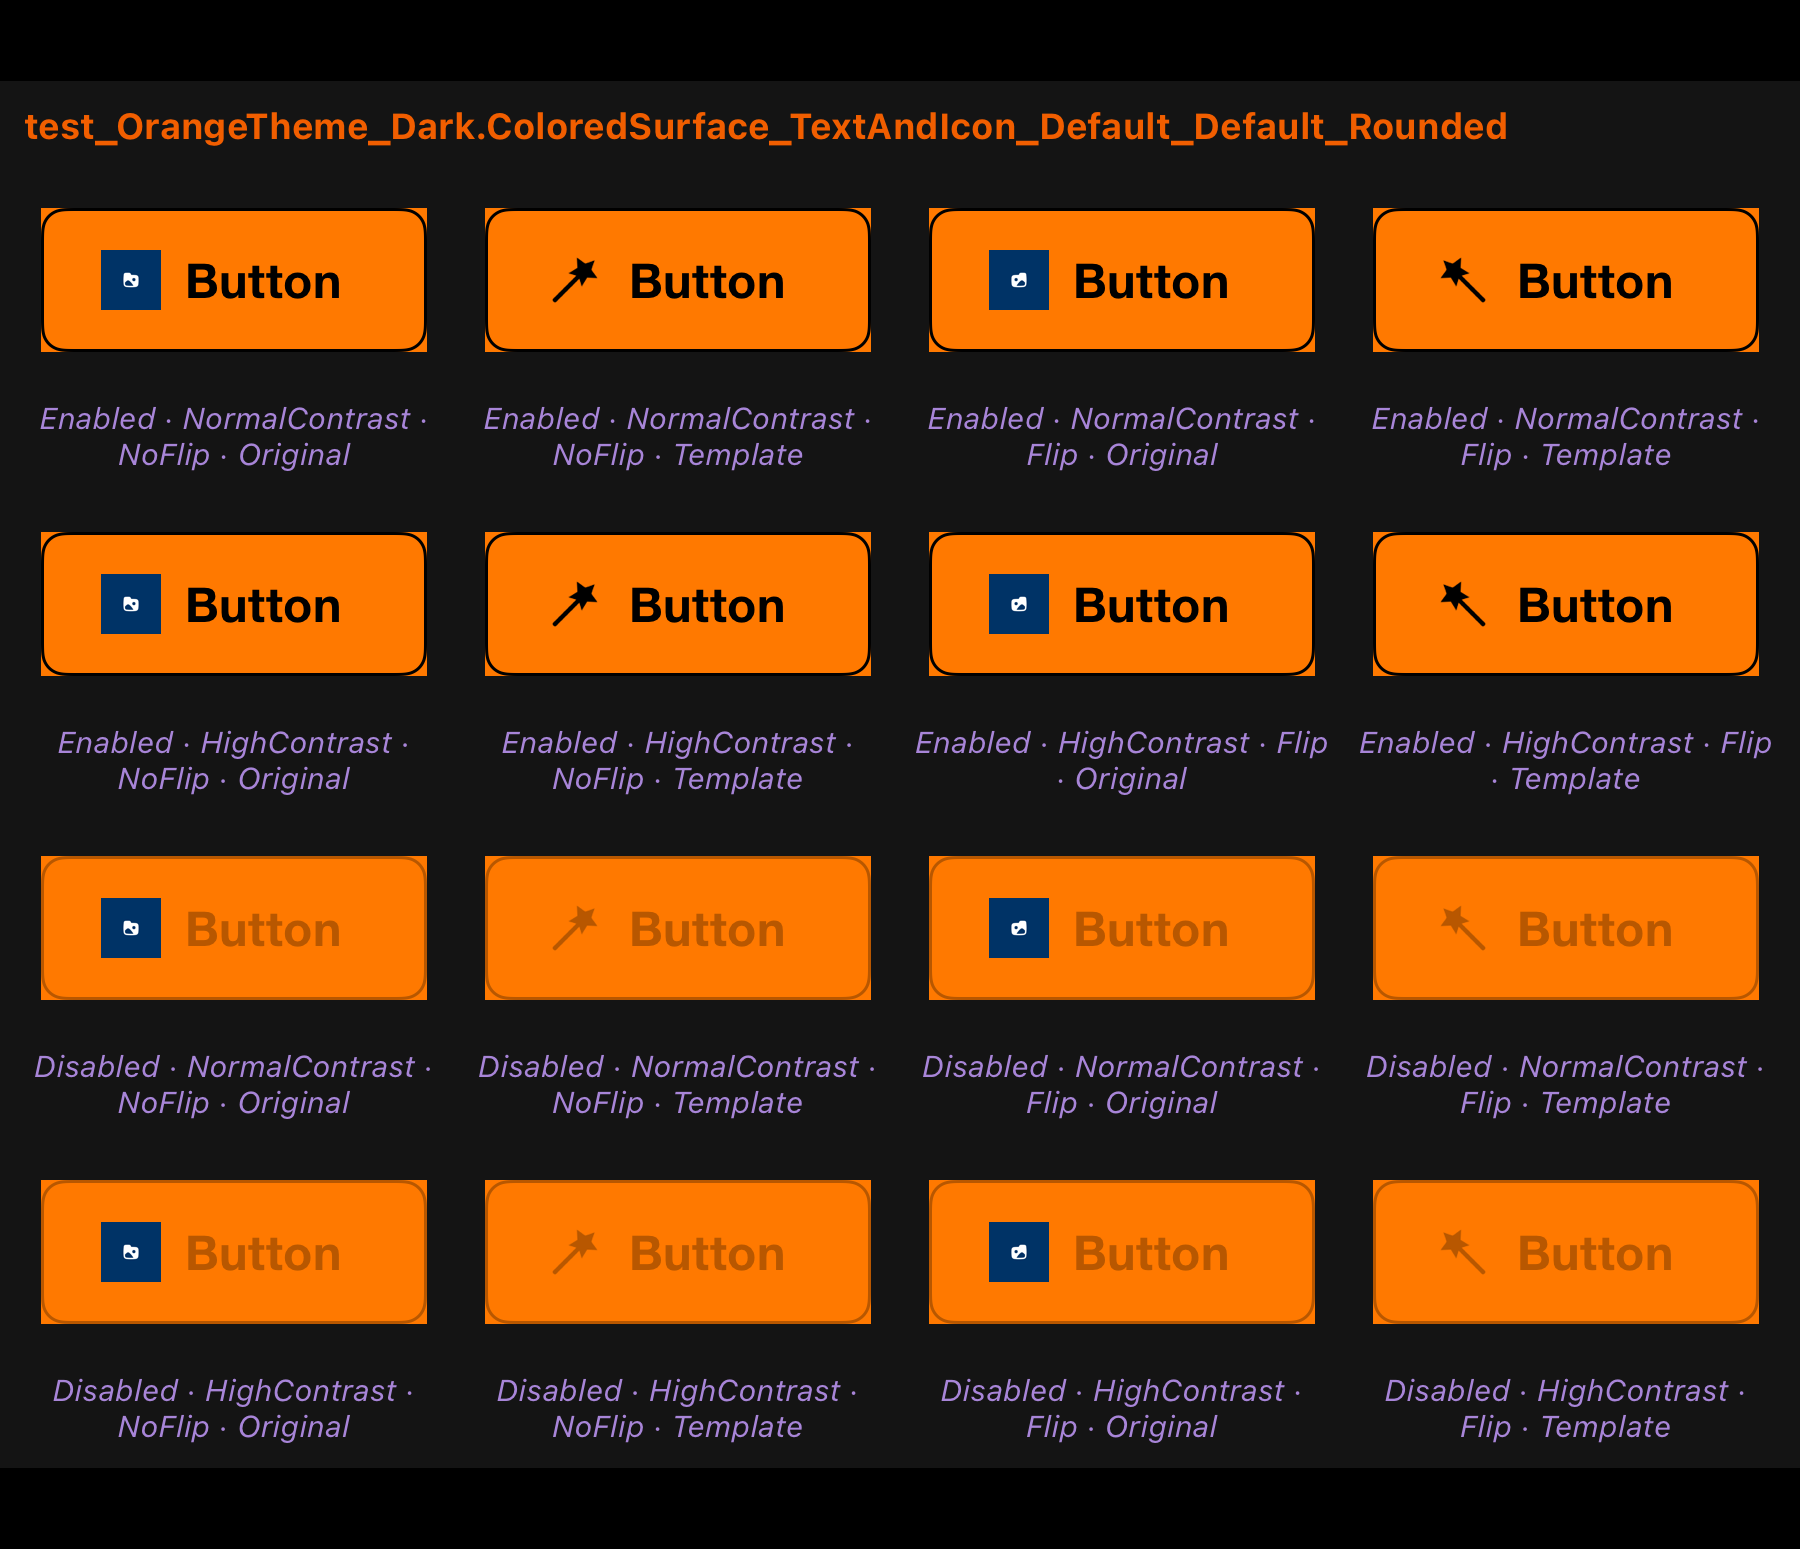 test_OrangeTheme_Dark.ColoredSurface_TextAndIcon_Default_Default_Rounded
Button
Button
Button
Button
Enabled · NormalContrast ·
NoFlip · Original
Enabled · NormalContrast ·
NoFlip · Template
Enabled · NormalContrast ·
Flip · Original
Enabled · NormalContrast ·
Flip · Template
Button
Button
Button
Button
Enabled · HighContrast ·
NoFlip · Original
Enabled · HighContrast ·
NoFlip · Template
Enabled · HighContrast · Flip
· Original
Enabled · HighContrast · Flip
· Template
Button
Button
Button
Button
Disabled · NormalContrast ·
NoFlip · Original
Disabled · NormalContrast ·
NoFlip · Template
Disabled · NormalContrast ·
Flip · Original
Disabled · NormalContrast ·
Flip · Template
Button
Button
Button
Button
Disabled · HighContrast ·
NoFlip · Original
Disabled · HighContrast ·
NoFlip · Template
Disabled · HighContrast ·
Flip · Original
Disabled · HighContrast ·
Flip · Template